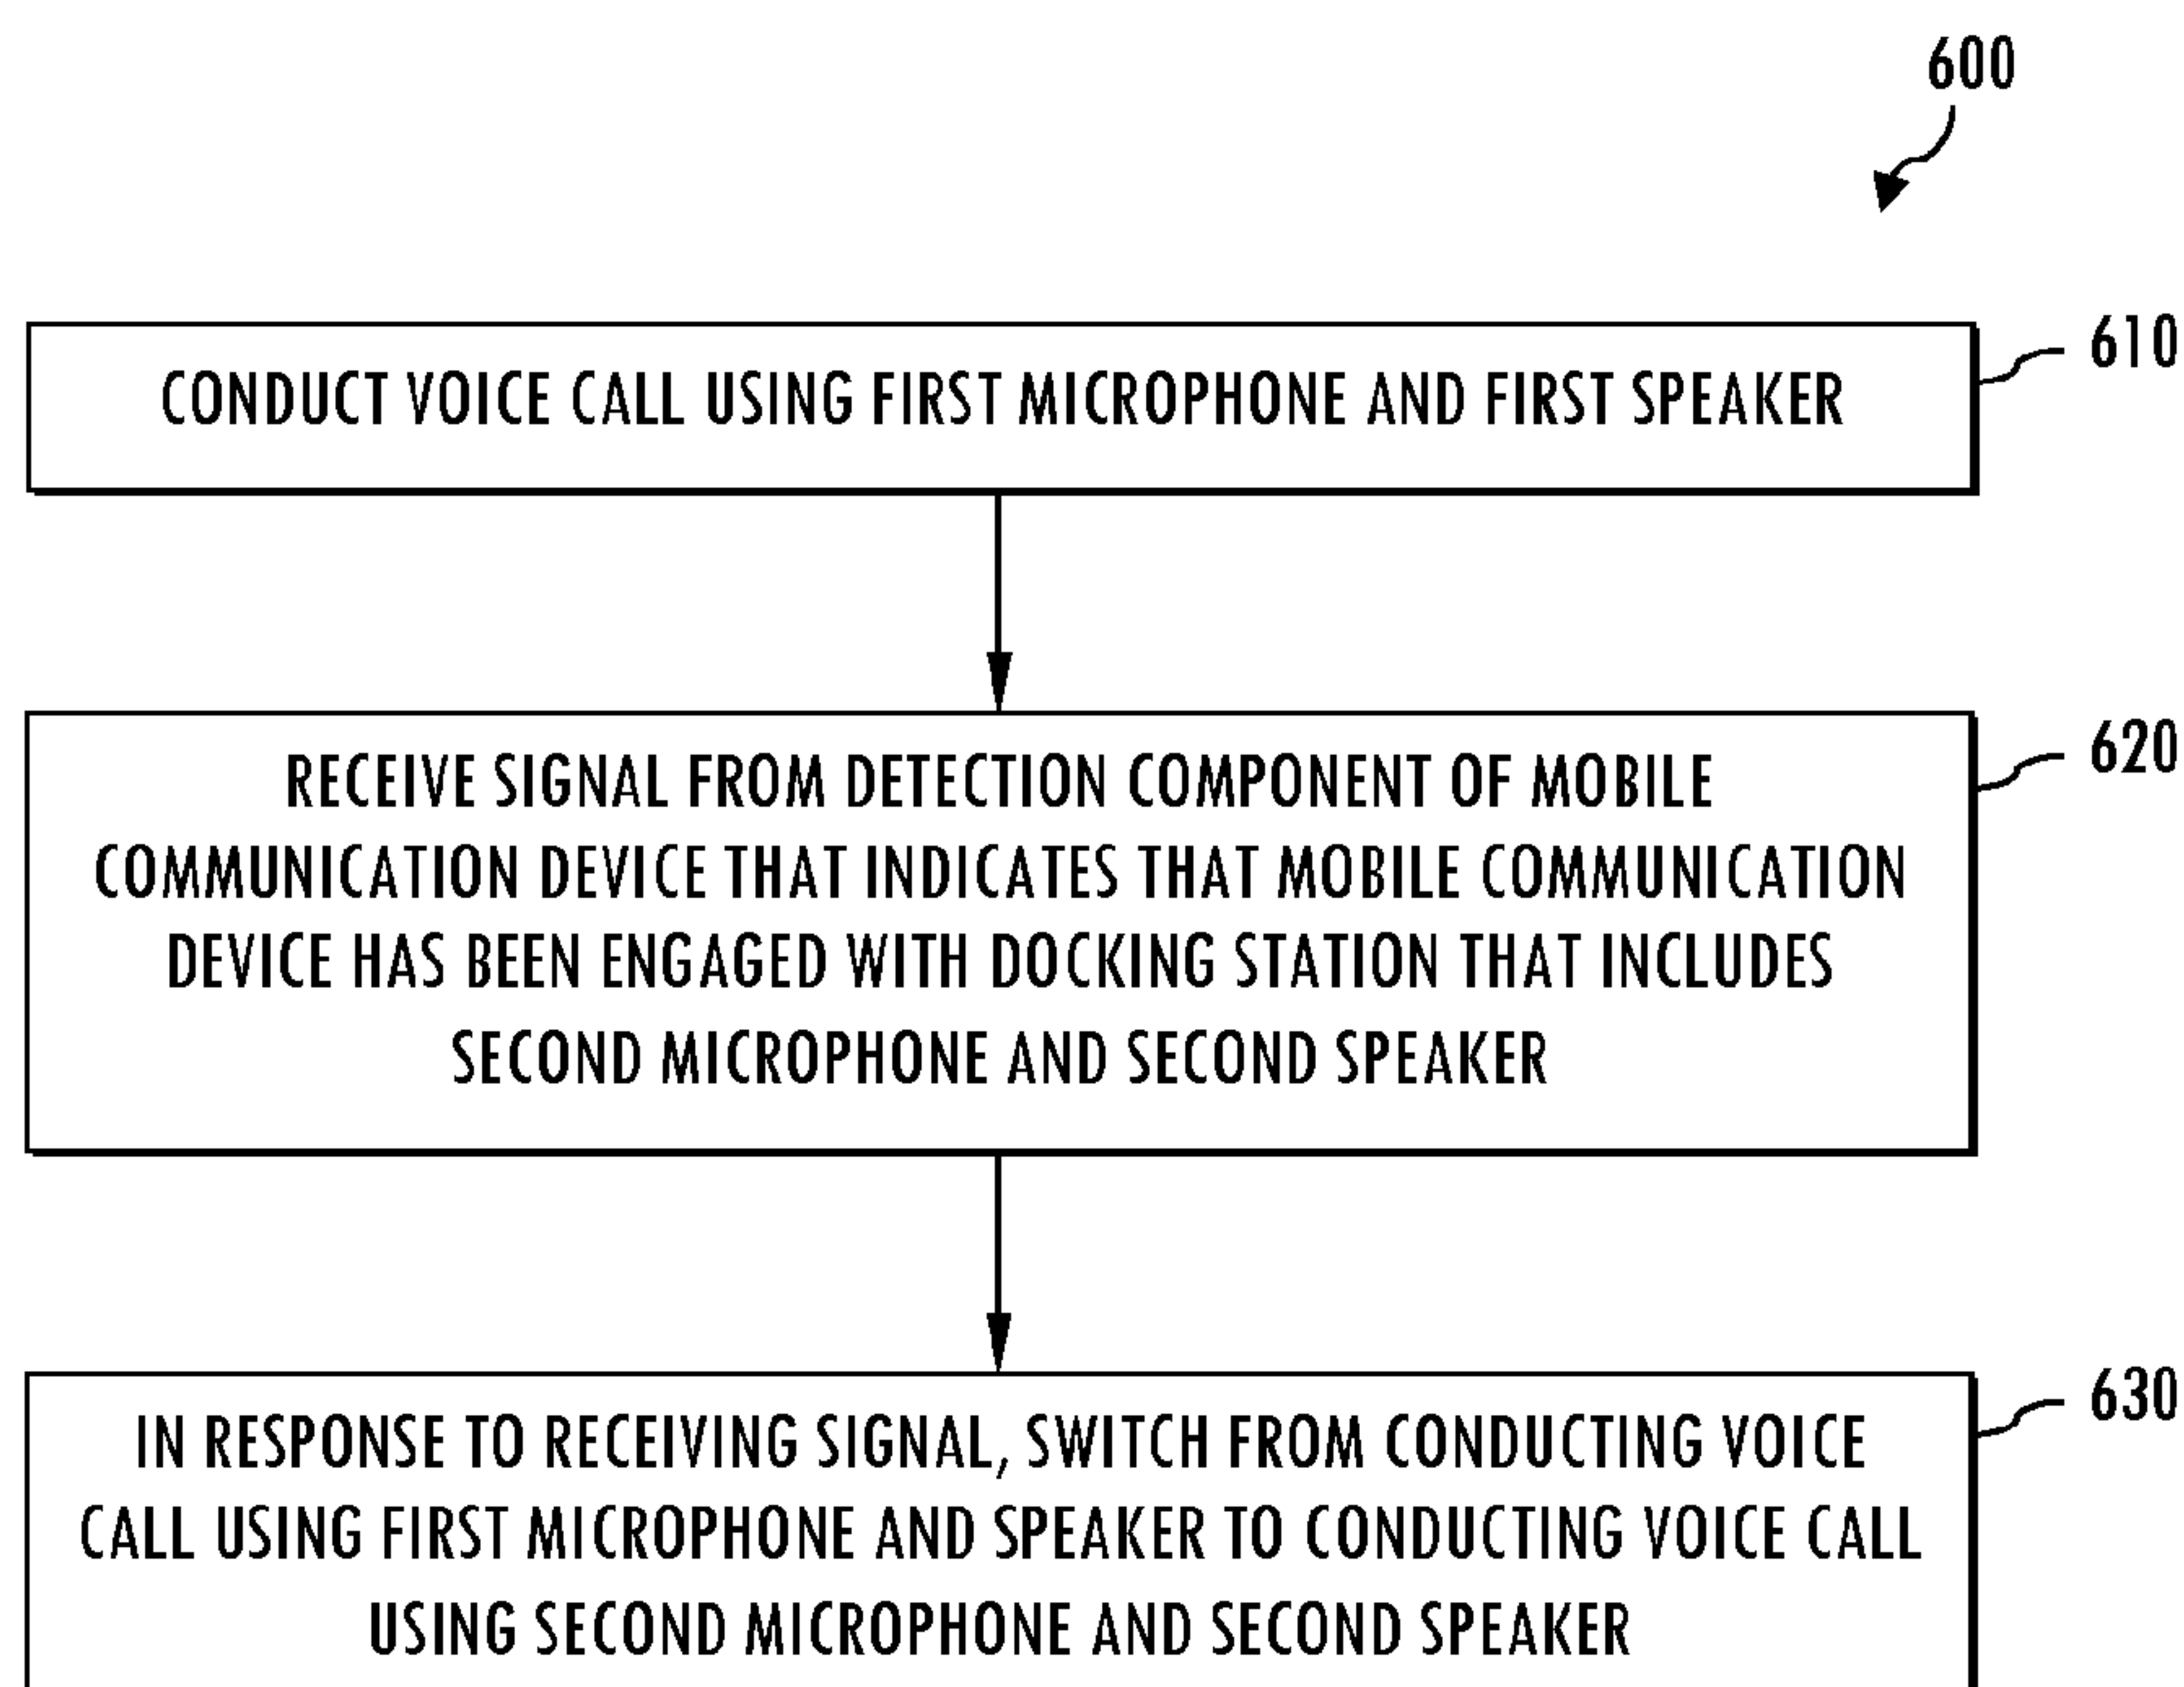 600
610
CONDUCT VOICE CALL USING FIRST MICROPHONE AND FIRST SPEAKER
620
RECEIVE SIGNAL FROM DETECTION COMPONENT OF MOBILE
COMMUNICATION DEVICE THAT INDICATES THAT MOBILE COMMUNICATION
DEVICE HAS BEEN ENGAGED WITH DOCKING STATION THAT INCLUDES
SECOND MICROPHONE AND SECOND SPEAKER
630
IN RESPONSE TO RECEIVING SIGNAL, SWITCH FROM CONDUCTING VOICE
CALL USING FIRST MICROPHONE AND SPEAKER TO CONDUCTING VOICE CALL
USING SECOND MICROPHONE AND SECOND SPEAKER